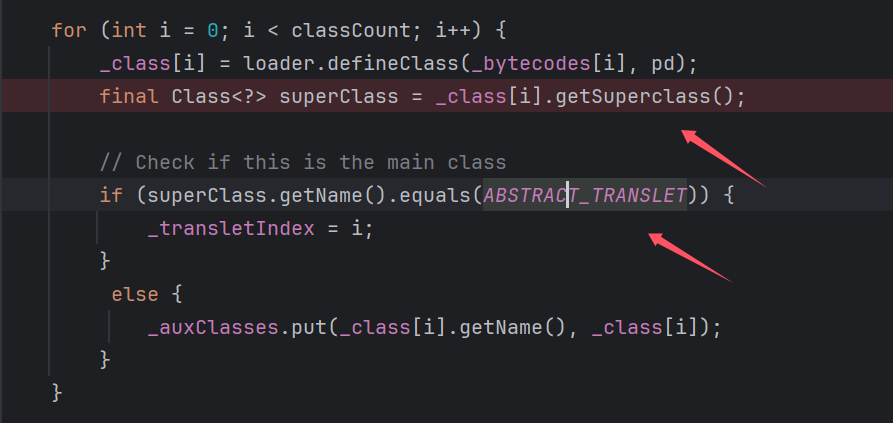 for (int i = 0; i < classCount; i++) {
_class[i] = loader.defineClass(_bytecodes[i], pd);
final Class<?> superClass = _class[i].getSuperclass();
// Check if this is the main class
if (superClass.getName().equals(ABSTRACT_TRANSLET)) {
_transletIndex = i;
}
else {
_auxClasses.put(_class[i].getName(), _class[i]);
}
}